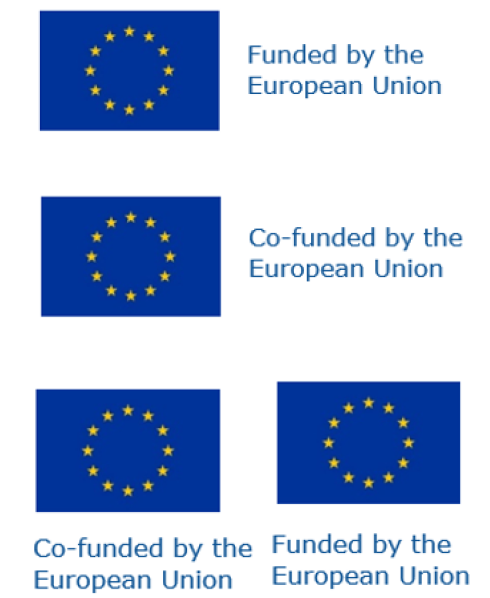 Funded by the
European Union
Co-funded by the
European Union
Co-funded by the
European Union
Funded by the
European Union